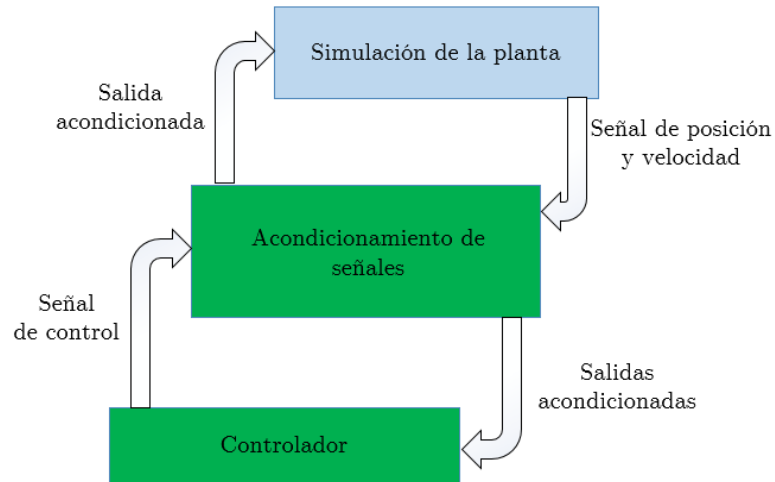 Simulación de la planta
Salida
acondicionada
Señal de posición
y velocidad
Acondicionamiento de
señales
Señal
de control
Salidas
acondicionadas
Controlador